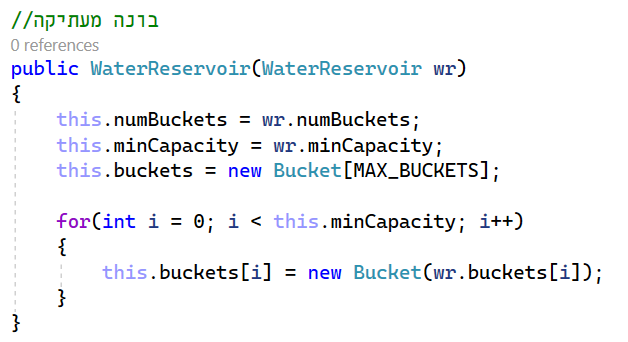 //בונה מעתיקה
0 references
public WaterReservoir(WaterReservoir wr)
{
    this.numBuckets = wr.numBuckets;
    this.minCapacity = wr.minCapacity;
    this.buckets = new Bucket[MAX_BUCKETS];

    for(int i = 0; i < this.minCapacity; i++)
    {
        this.buckets[i] = new Bucket(wr.buckets[i]);
    }
}